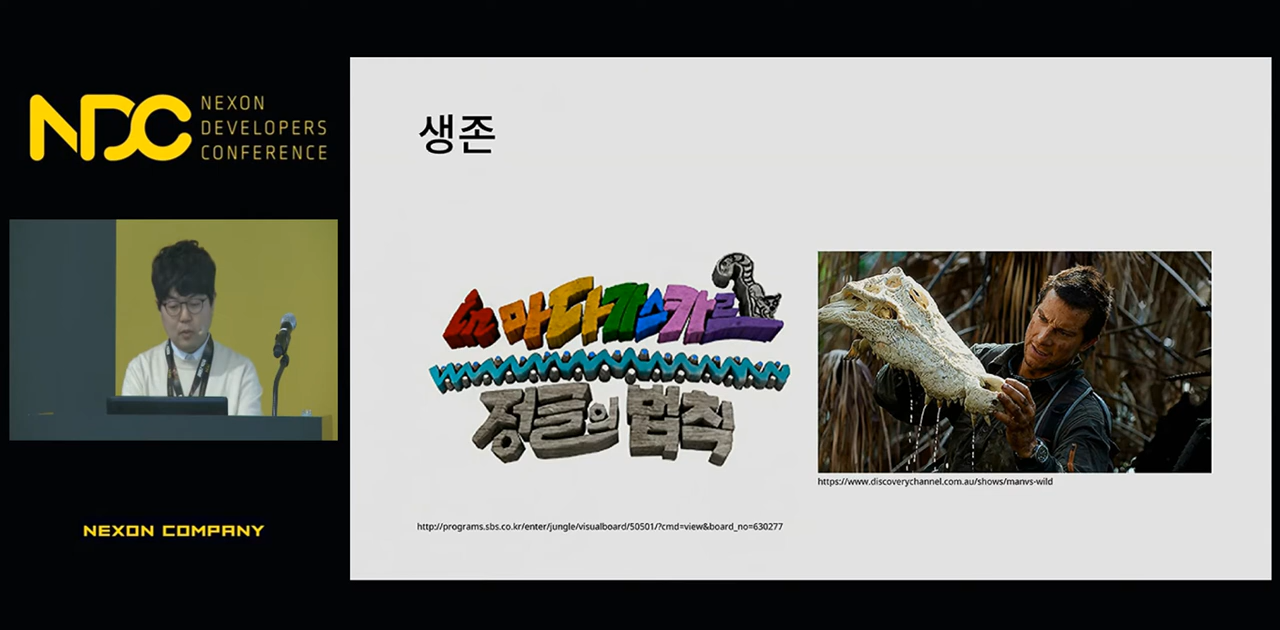 NDC
NEXON
DEVELOPERS
CONFERENCE
NEXON COMPANY
생존
in 마다가스카르
정글의 법칙
http://programs.sbs.co.kr/enter/jungle/visualboard/50501/?cmd=view&board_no=630277
https://www.discoverychannel.com.au/shows/manvs-wild